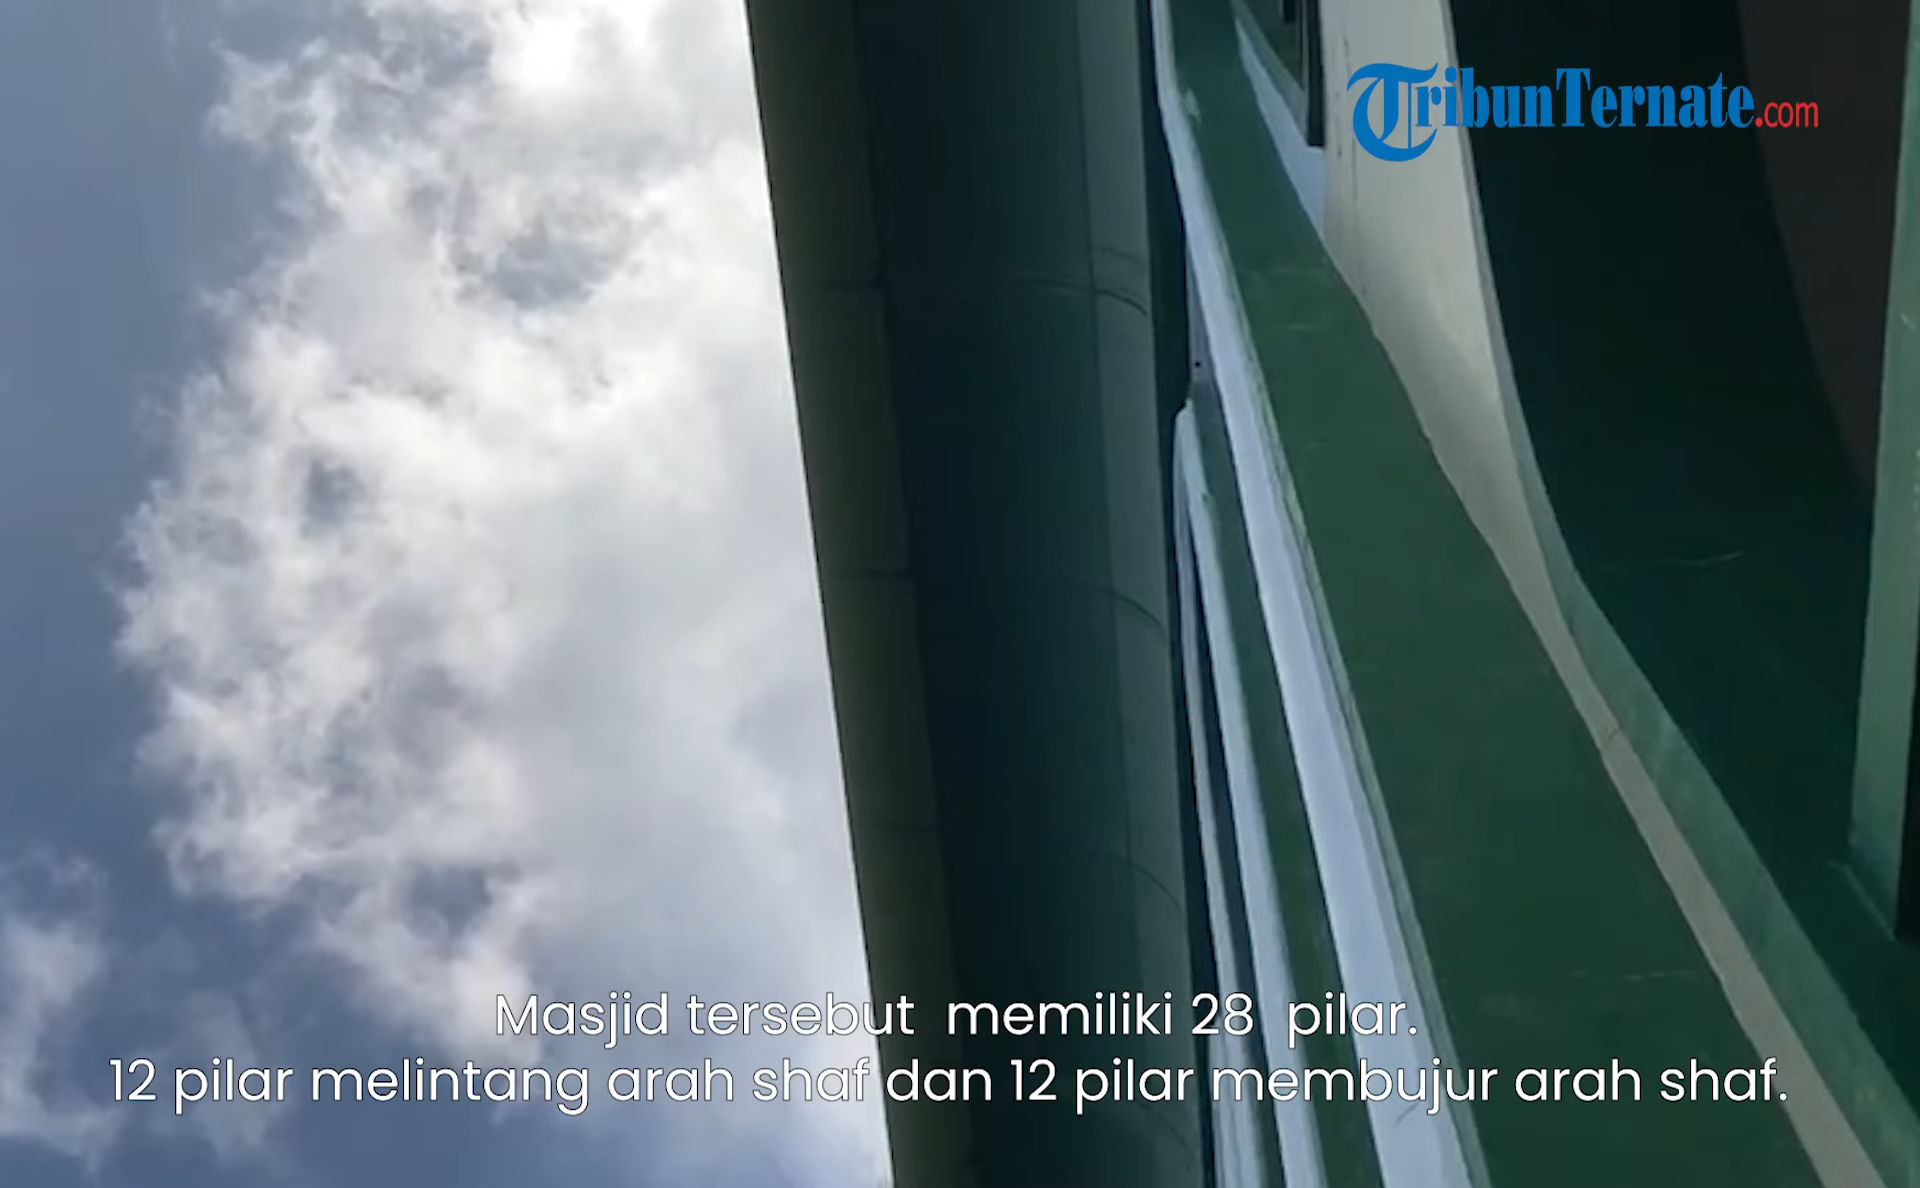 TribunTernate.com
Masjid tersebut memiliki 28 pilar.
12 pilar melintang arah shaf dan 12 pilar membujur arah shaf.